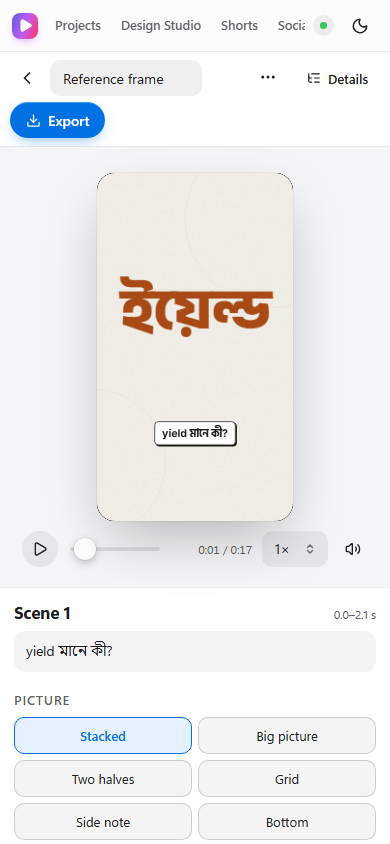 Projects Design Studio Shorts
Reference frame
Details
Export
ইয়েল্ড
yield মানে কী?
0:01 / 0:17
1×
Scene 1
0.0–2.1 s
yield মানে কী?
PICTURE
Stacked
Big picture
Two halves
Grid
Side note
Bottom